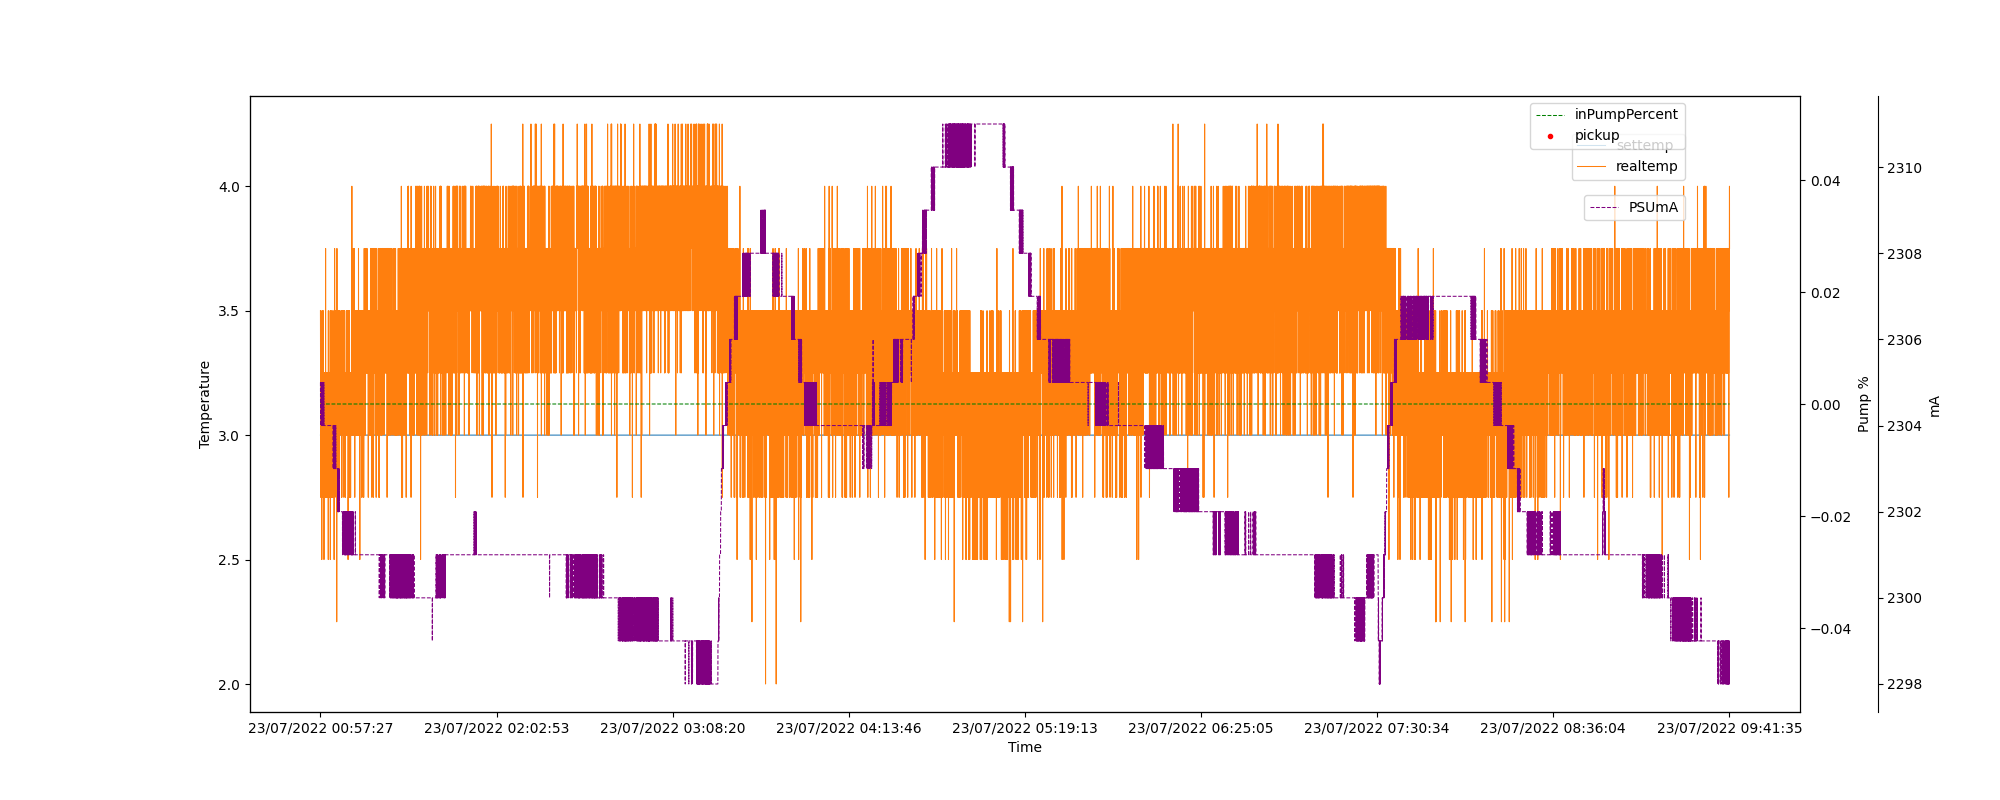 inPumpPercent
pickup
settemp
realtemp
PSUmA
4.0
3.5
3.0
2.5
2.0
Temperature
0.04
0.02
0.00
−0.02
−0.04
Pump %
2310
2308
2306
2304
2302
2300
2298
mA
23/07/2022 00:57:27
23/07/2022 02:02:53
23/07/2022 03:08:20
23/07/2022 04:13:46
23/07/2022 05:19:13
23/07/2022 06:25:05
23/07/2022 07:30:34
23/07/2022 08:36:04
23/07/2022 09:41:35
Time